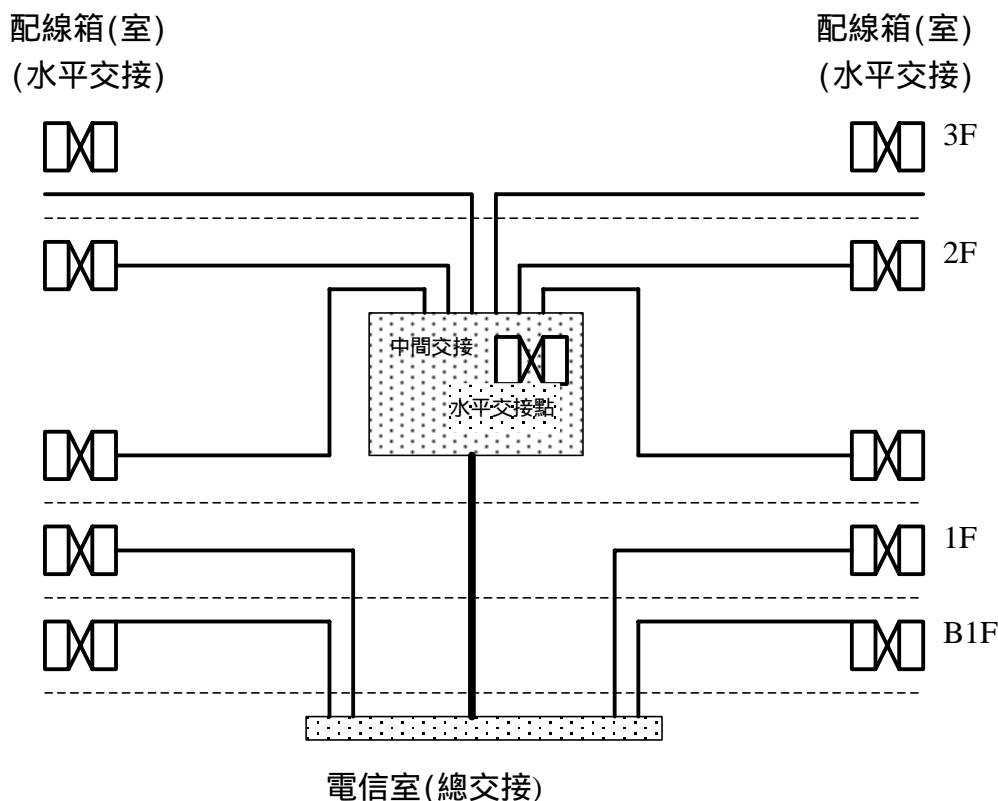 配線箱(室)
(水平交接)
配線箱(室)
(水平交接)
3F
2F
中間交接
水平交接點
1F
B1F
電信室(總交接)